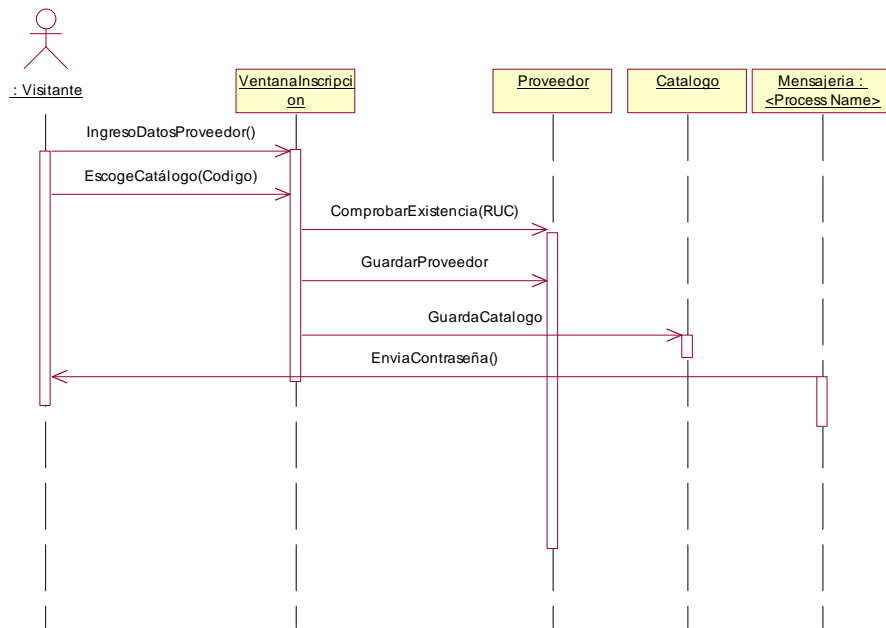 : Visitante
VentanaInscripci
on
Proveedor
Catalogo
Mensajeria :
<Process Name>
IngresoDatosProveedor()
EscogeCatálogo(Codigo)
ComprobarExistencia(RUC)
GuardarProveedor
GuardaCatalogo
EnviaContraseña()